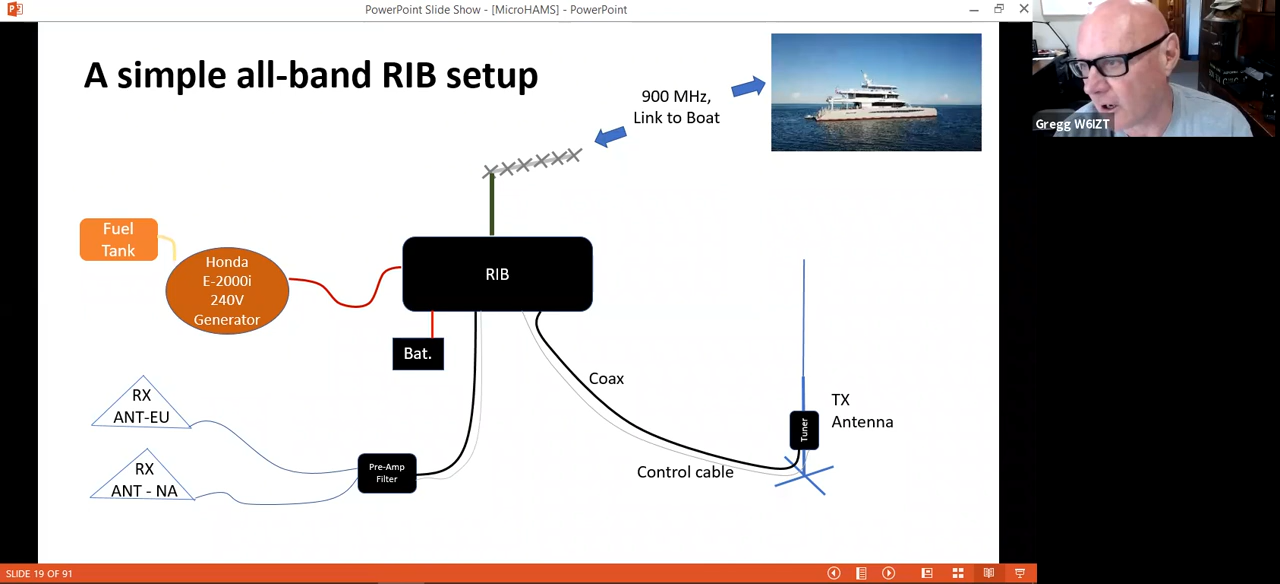 PowerPoint Slide Show - [MicroHAMS] - PowerPoint
A simple all-band RIB setup
900 MHz,
Link to Boat
Gregg W6IZT
Fuel
Tank
Honda
E-2000i
240V
Generator
RIB
Bat.
Coax
RX
ANT-EU
TX
Antenna
Tuner
RX
ANT - NA
Pre-Amp
Filter
Control cable
SLIDE 19 OF 91